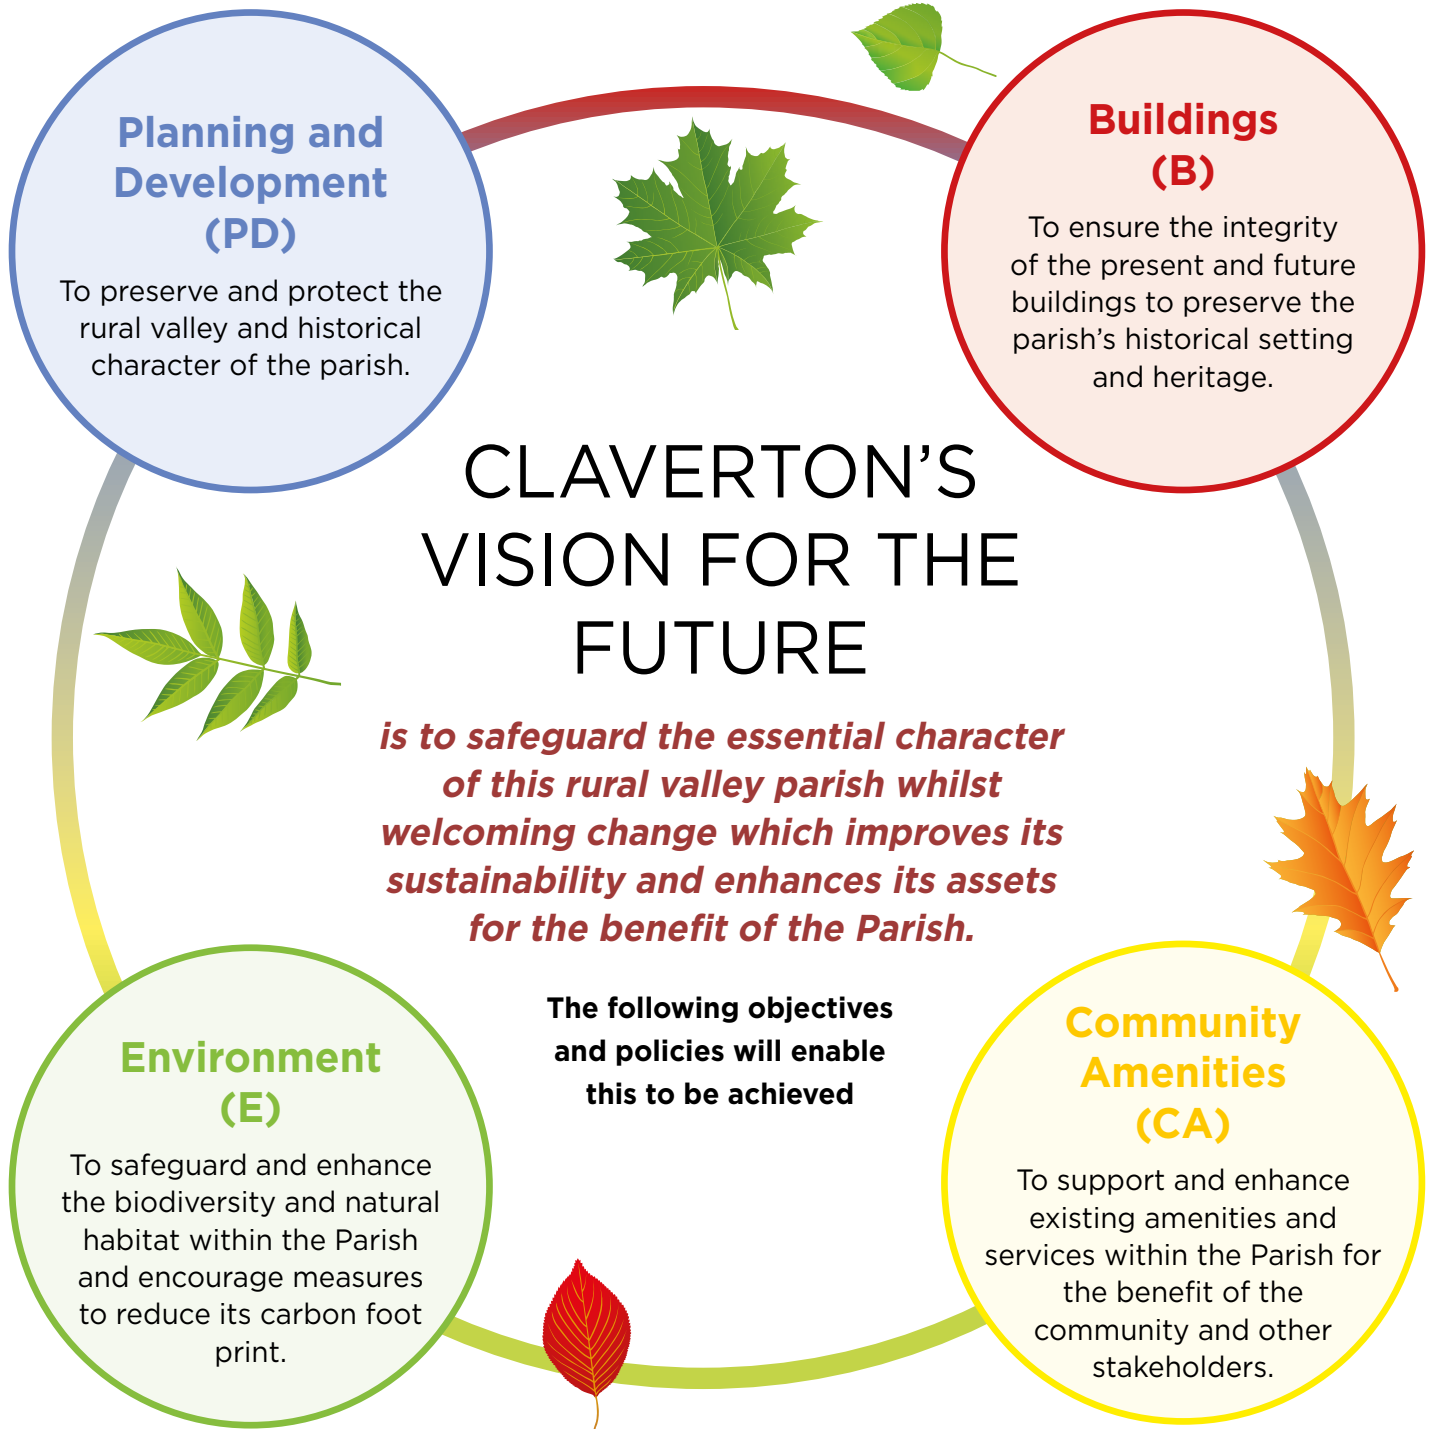 Planning and
Development
(PD)
To preserve and protect the
rural valley and historical
character of the parish.
Buildings
(B)
To ensure the integrity
of the present and future
buildings to preserve the
parish’s historical setting
and heritage.
CLAVERTON’S
VISION FOR THE
FUTURE
is to safeguard the essential character
of this rural valley parish whilst
welcoming change which improves its
sustainability and enhances its assets
for the benefit of the Parish.
The following objectives
and policies will enable
this to be achieved
Environment
(E)
To safeguard and enhance
the biodiversity and natural
habitat within the Parish
and encourage measures
to reduce its carbon foot
print.
Community
Amenities
(CA)
To support and enhance
existing amenities and
services within the Parish for
the benefit of the
community and other
stakeholders.